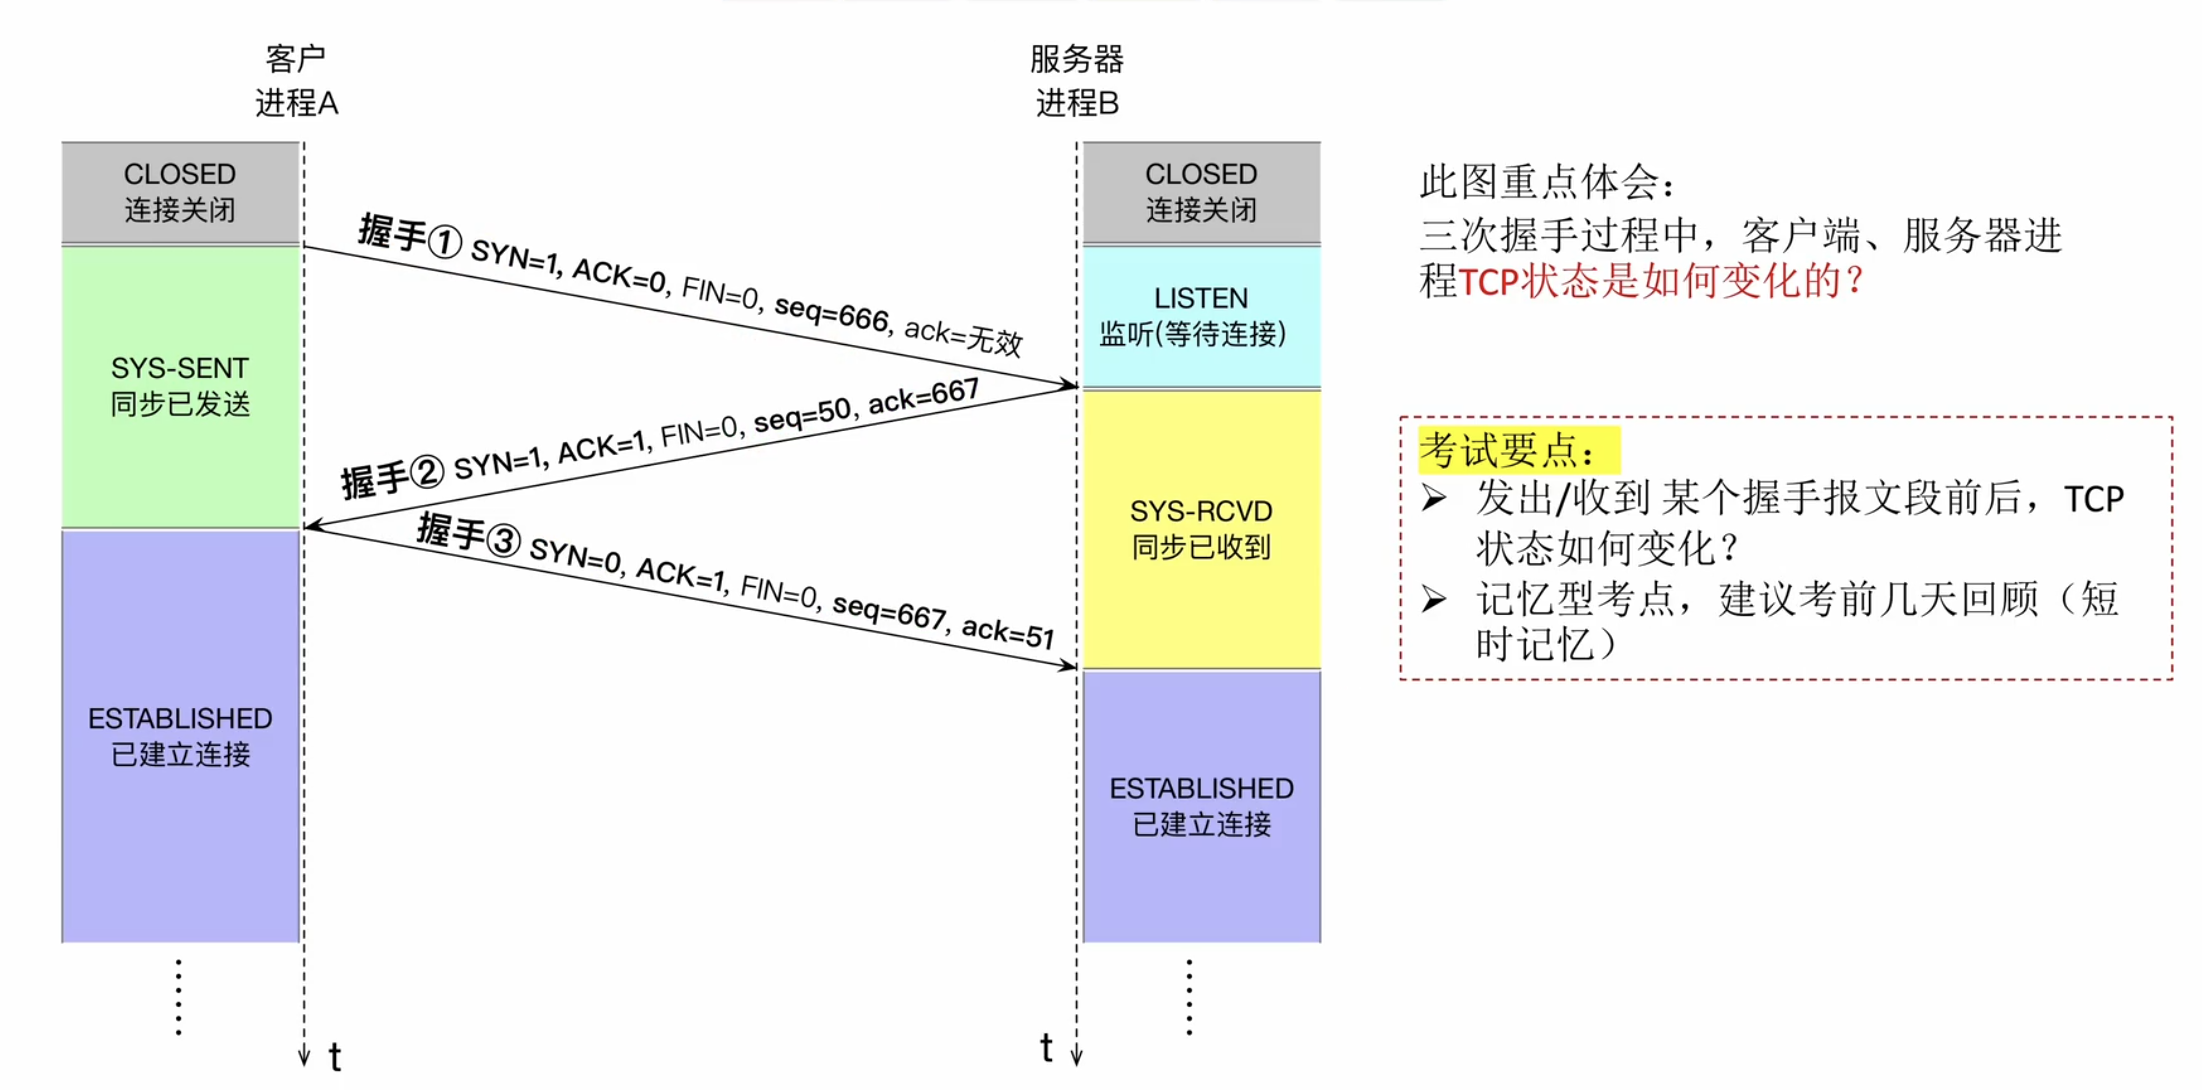 客户
进程A
服务器
进程B
CLOSED
连接关闭
SYS-SENT
同步已发送
ESTABLISHED
已建立连接
握手① SYN=1, ACK=0, FIN=0, seq=666, ack=无效
握手② SYN=1, ACK=1, FIN=0, seq=50, ack=667
握手③ SYN=0, ACK=1, FIN=0, seq=667, ack=51
CLOSED
连接关闭
LISTEN
监听(等待连接)
SYS-RCVD
同步已收到
ESTABLISHED
已建立连接
t
t
此图重点体会：
三次握手过程中，客户端、服务器进
程TCP状态是如何变化的？
考试要点：
➢ 发出/收到 某个握手报文段前后，TCP
状态如何变化？
➢ 记忆型考点，建议考前几天回顾（短
时记忆）